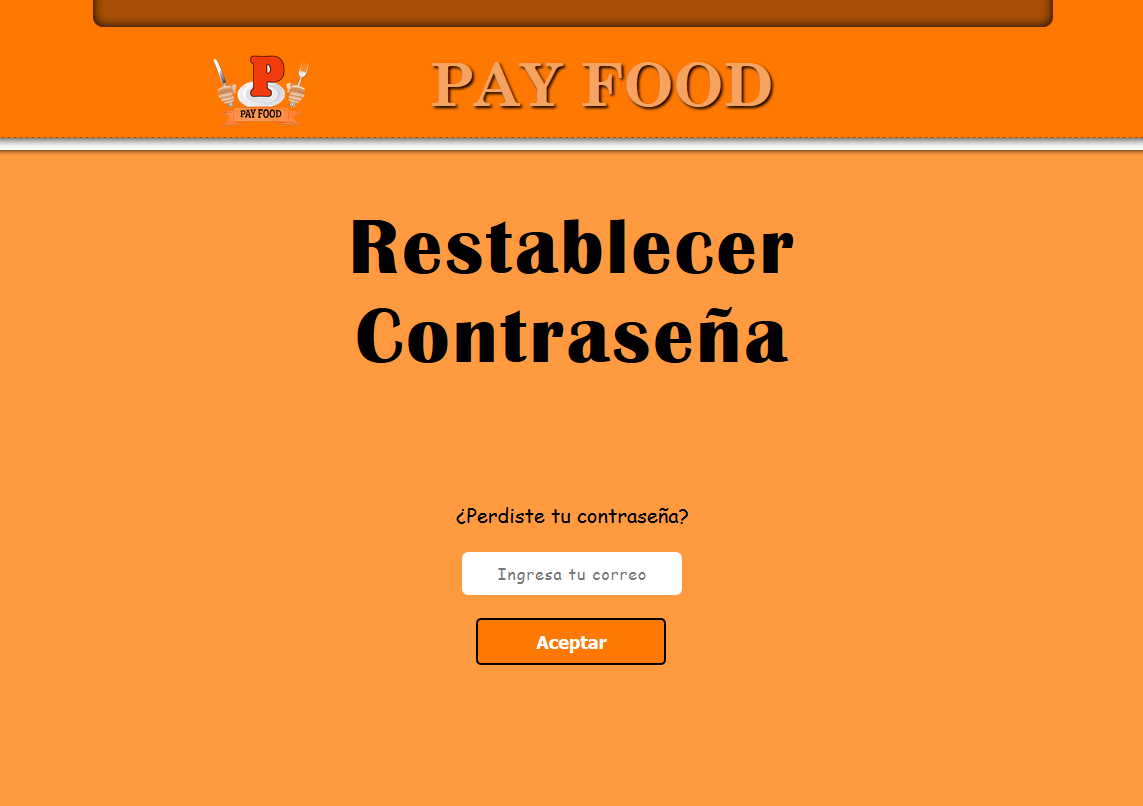 P
PAY FOOD
PAY FOOD
Restablecer
Contraseña
¿Perdiste tu contraseña?
Ingresa tu correo
Aceptar